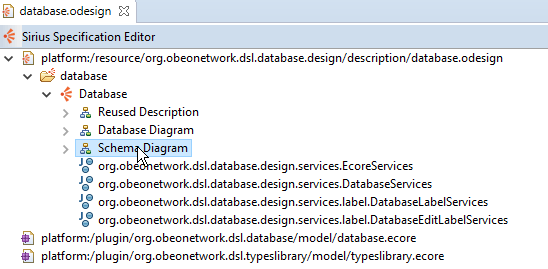 database.odesign
Sirius Specification Editor
platform:/resource/org.obeonetwork.dsl.database.design/description/database.odesign
database
Database
Reused Description
Database Diagram
Schema Diagram
org.obeonetwork.dsl.database.design.services.EcoreServices
org.obeonetwork.dsl.database.design.services.DatabaseServices
org.obeonetwork.dsl.database.design.services.label.DatabaseLabelServices
org.obeonetwork.dsl.database.design.services.label.DatabaseEditLabelServices
platform:/plugin/org.obeonetwork.dsl.database/model/database.ecore
platform:/plugin/org.obeonetwork.dsl.typeslibrary/model/typeslibrary.ecore